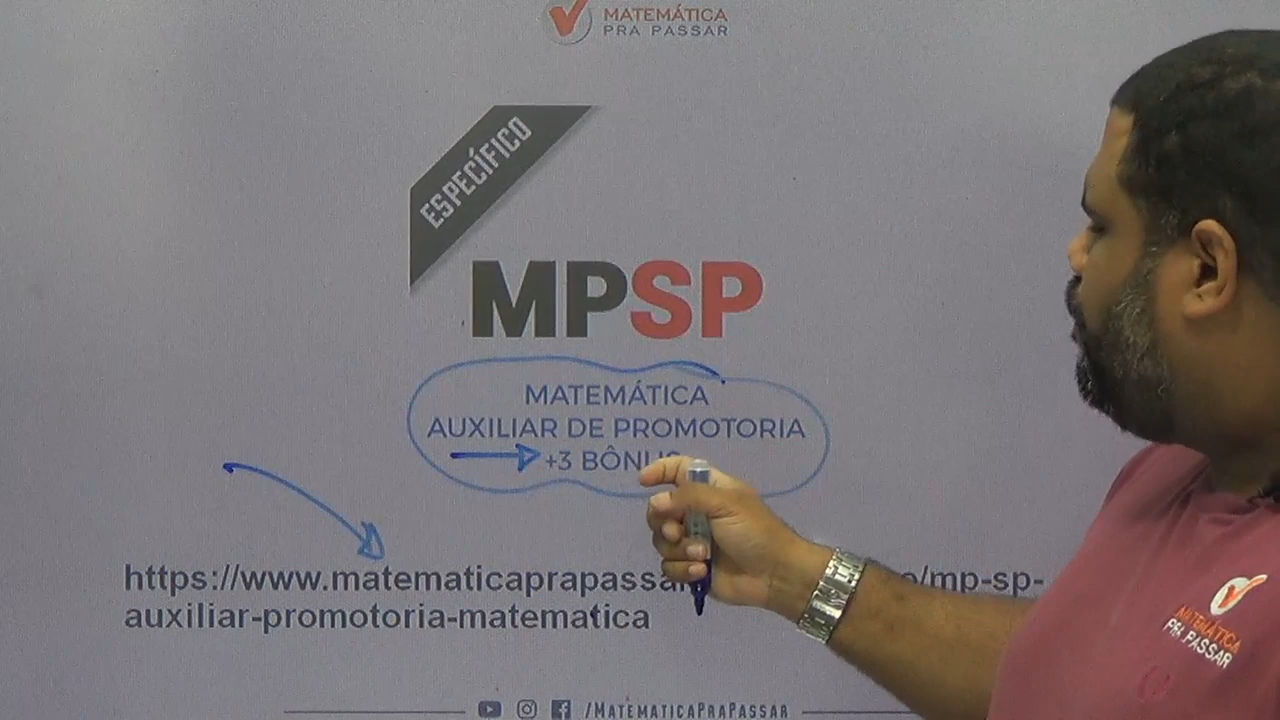 MATEMÁTICA
PRA PASSAR
ESPECÍFICO
MPSP
MATEMÁTICA
AUXILIAR DE PROMOTORIA
+3 BÔNUS
https://www.matematicaprapassar /mp-sp-
auxiliar-promotoria-matematica
MATEMÁTICA
PRA PASSAR
/MATEMATICAPRAPASSAR